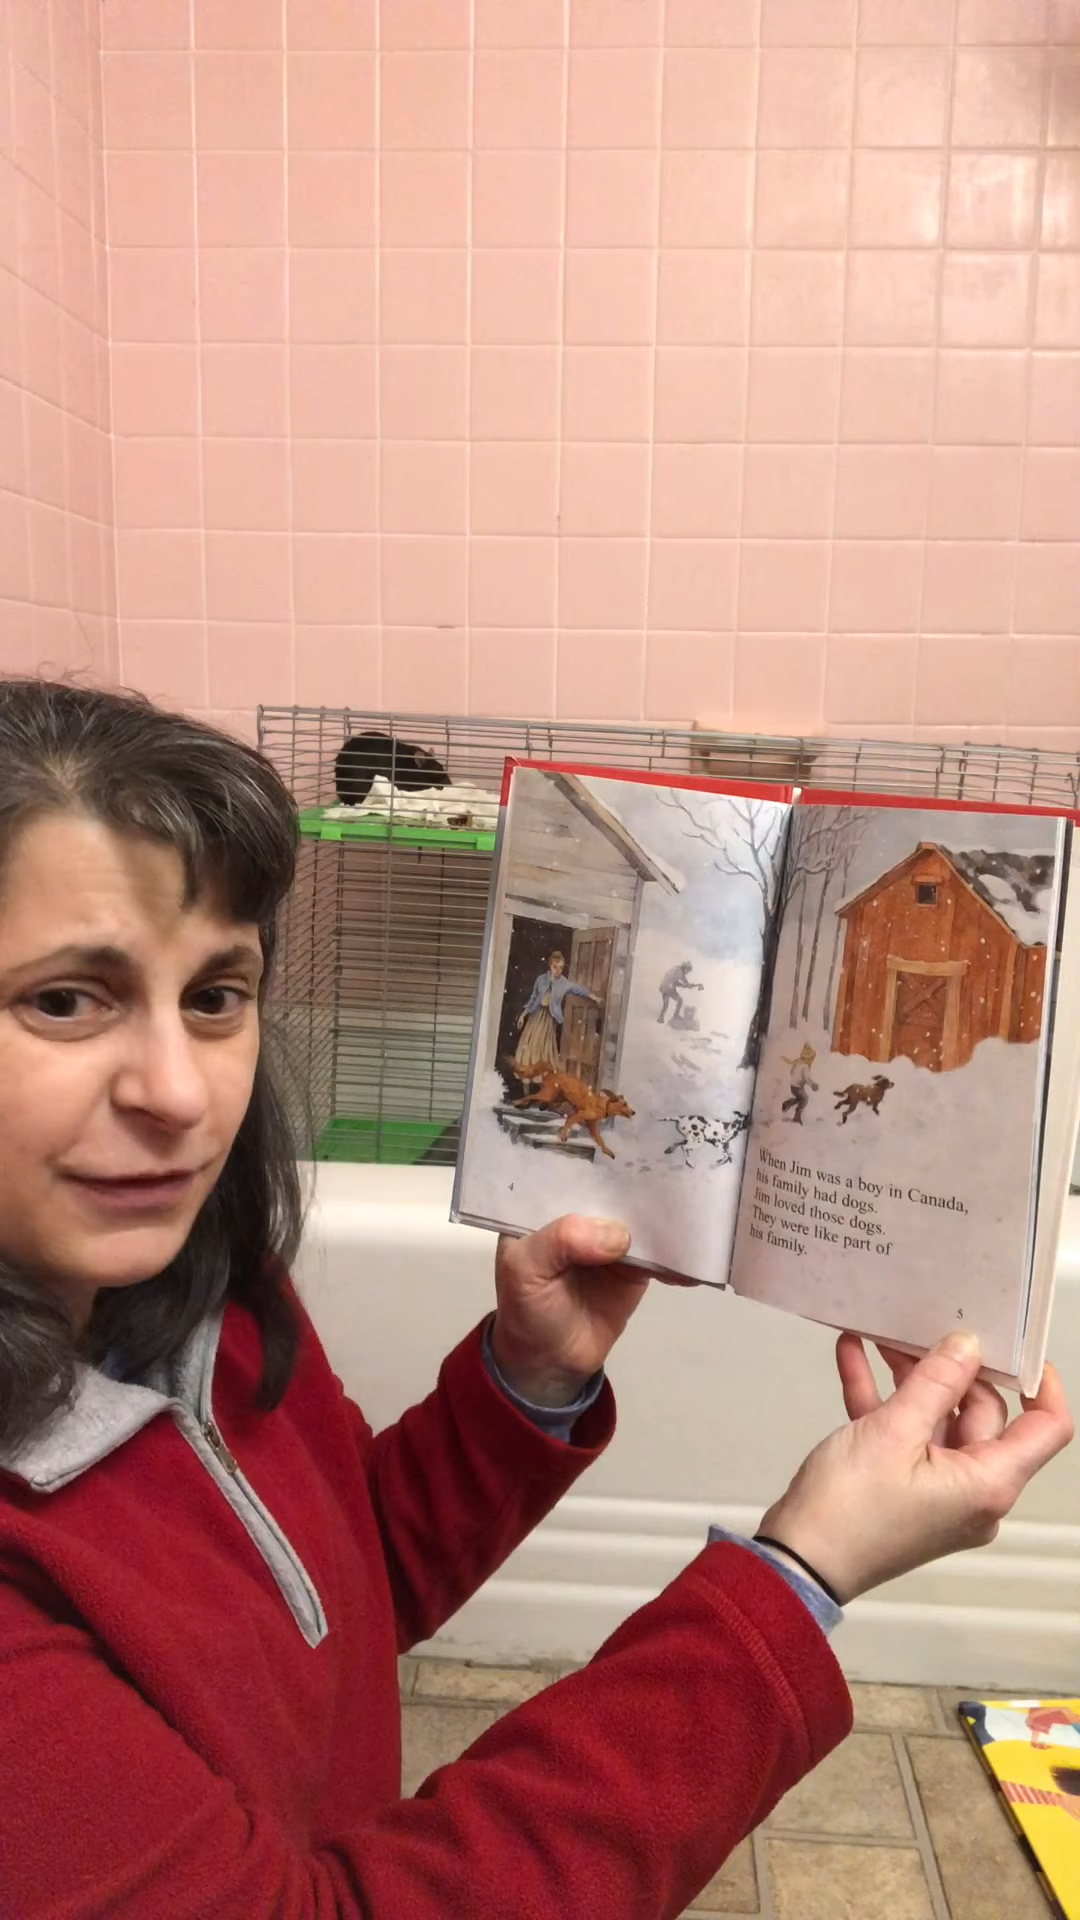 4
When Jim was a boy in Canada,
his family had dogs.
Jim loved those dogs.
They were like part of
his family.
5